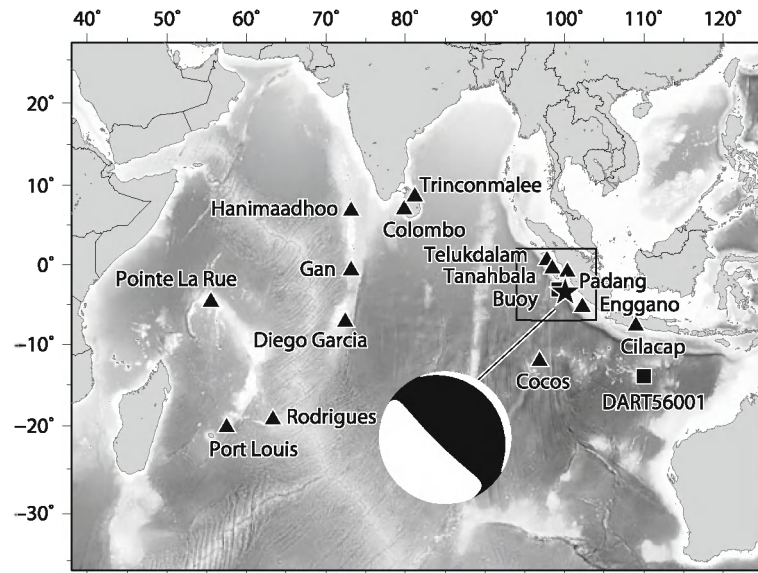 40° 50° 60° 70° 80° 90° 100° 110° 120°
20°
10°
0°
−10°
−20°
−30°
Trinconmalee
Hanimaadhoo
Colombo
Telukdalam
Gan
Tanahbala
Padang
Pointe La Rue
Buoy
Enggano
Diego Garcia
Cilacap
Cocos
DART56001
Rodrigues
Port Louis